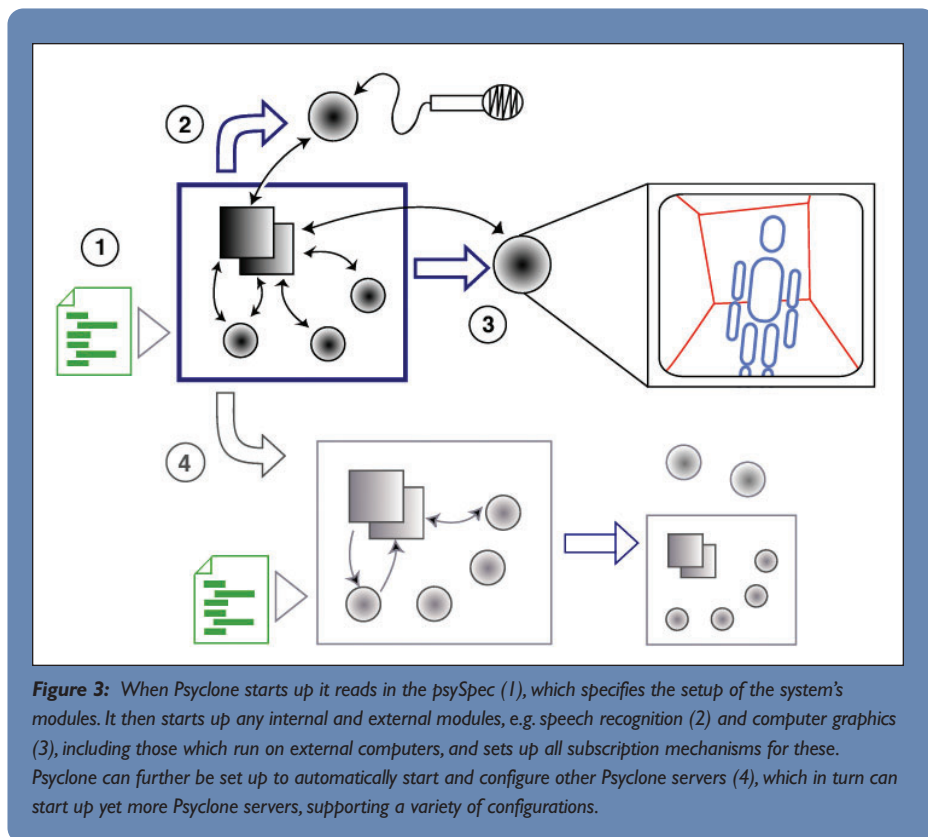 2
1
3
4
Figure 3: When Psyclone starts up it reads in the psySpec (1), which specifies the setup of the system's
modules. It then starts up any internal and external modules, e.g. speech recognition (2) and computer graphics
(3), including those which run on external computers, and sets up all subscription mechanisms for these.
Psyclone can further be set up to automatically start and configure other Psyclone servers (4), which in turn can
start up yet more Psyclone servers, supporting a variety of configurations.